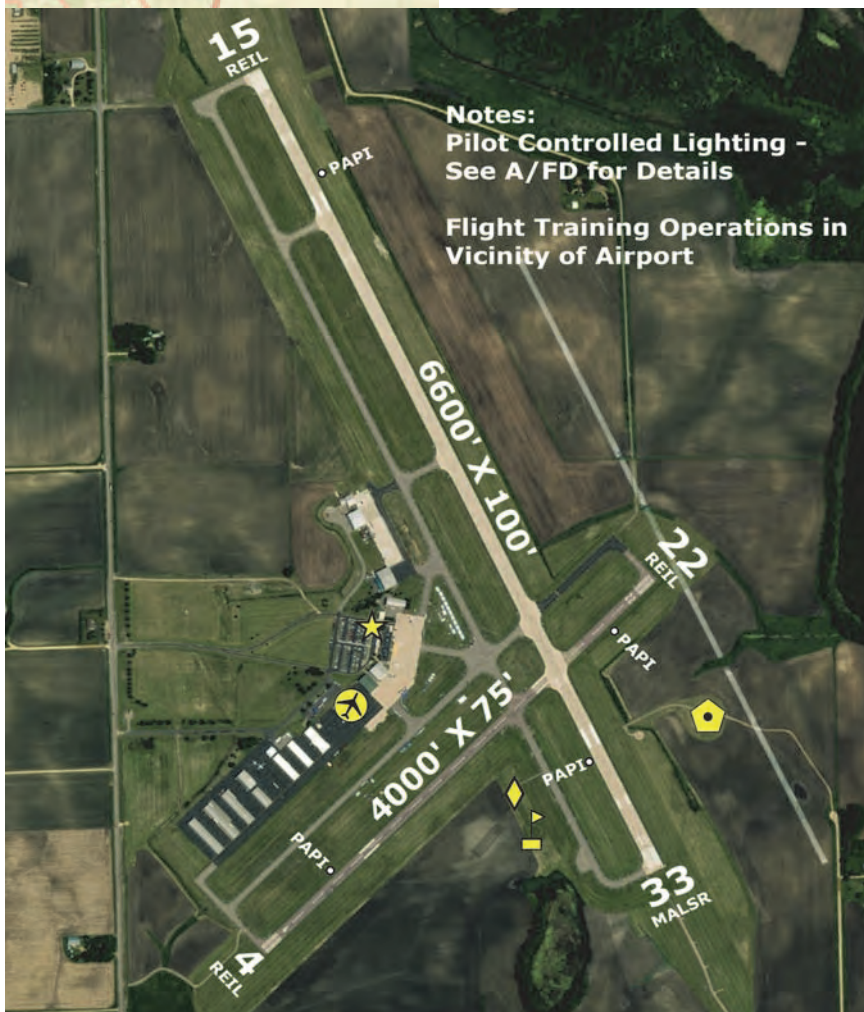 15
REIL
Notes:
Pilot Controlled Lighting -
See A/FD for Details
PAPI
Flight Training Operations in
Vicinity of Airport
6600' X 100'
22
REIL
PAPI
4000' X 75'
PAPI
PAPI
33
MALSR
4
REIL